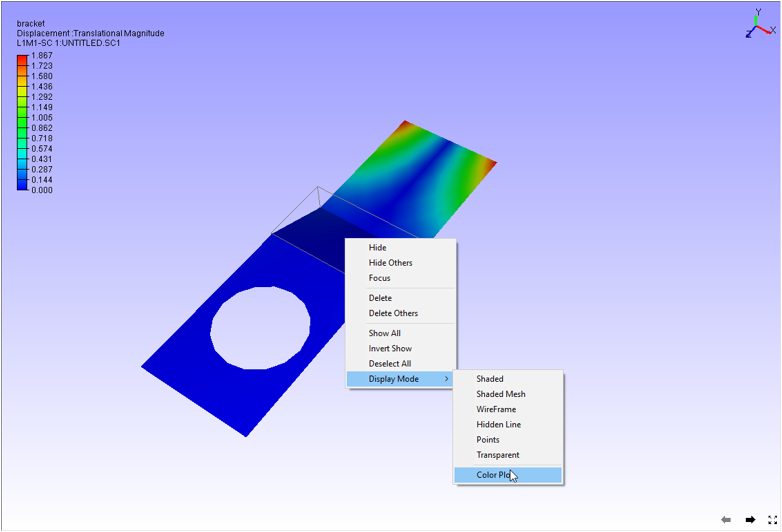 bracket
Displacement :Translational Magnitude
L1M1-SC 1:UNTITLED.SC1
1.867
1.723
1.580
1.436
1.292
1.149
1.005
0.862
0.718
0.574
0.431
0.287
0.144
0.000
Y
X
Z
Hide
Hide Others
Focus
Delete
Delete Others
Show All
Invert Show
Deselect All
Display Mode
Shaded
Shaded Mesh
WireFrame
Hidden Line
Points
Transparent
Color Plot